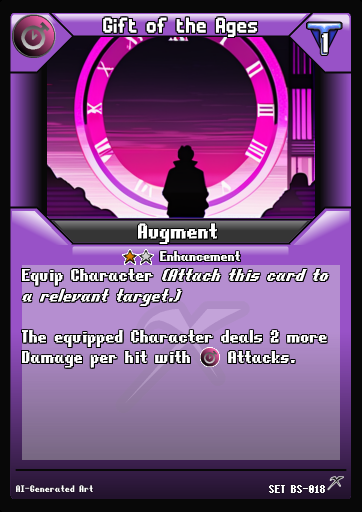 Gift of the Ages
1
Augment
Enhancement
Equip Character (Attach this card to
a relevant target.)
The equipped Character deals 2 more
Damage per hit with Attacks.
AI-Generated Art
SET BS-018